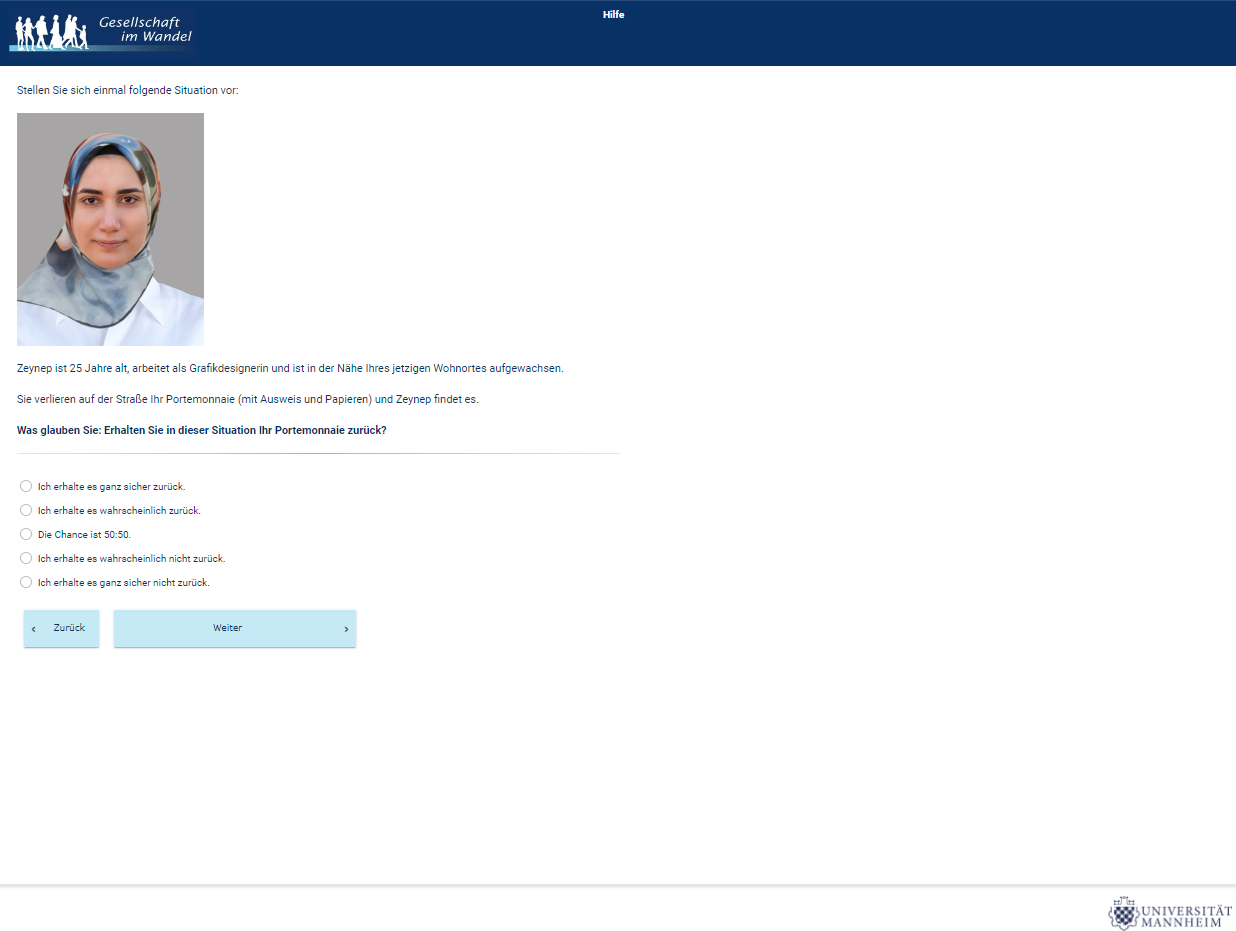 Gesellschaft
im Wandel
Hilfe
Stellen Sie sich einmal folgende Situation vor:
Zeynep ist 25 Jahre alt, arbeitet als Grafikdesignerin und ist in der Nähe Ihres jetzigen Wohnortes aufgewachsen.
Sie verlieren auf der Straße Ihr Portemonnaie (mit Ausweis und Papieren) und Zeynep findet es.
Was glauben Sie: Erhalten Sie in dieser Situation Ihr Portemonnaie zurück?
Ich erhalte es ganz sicher zurück.
Ich erhalte es wahrscheinlich zurück.
Die Chance ist 50:50.
Ich erhalte es wahrscheinlich nicht zurück.
Ich erhalte es ganz sicher nicht zurück.
‹ Zurück
Weiter ›
UNIVERSITÄT
MANNHEIM